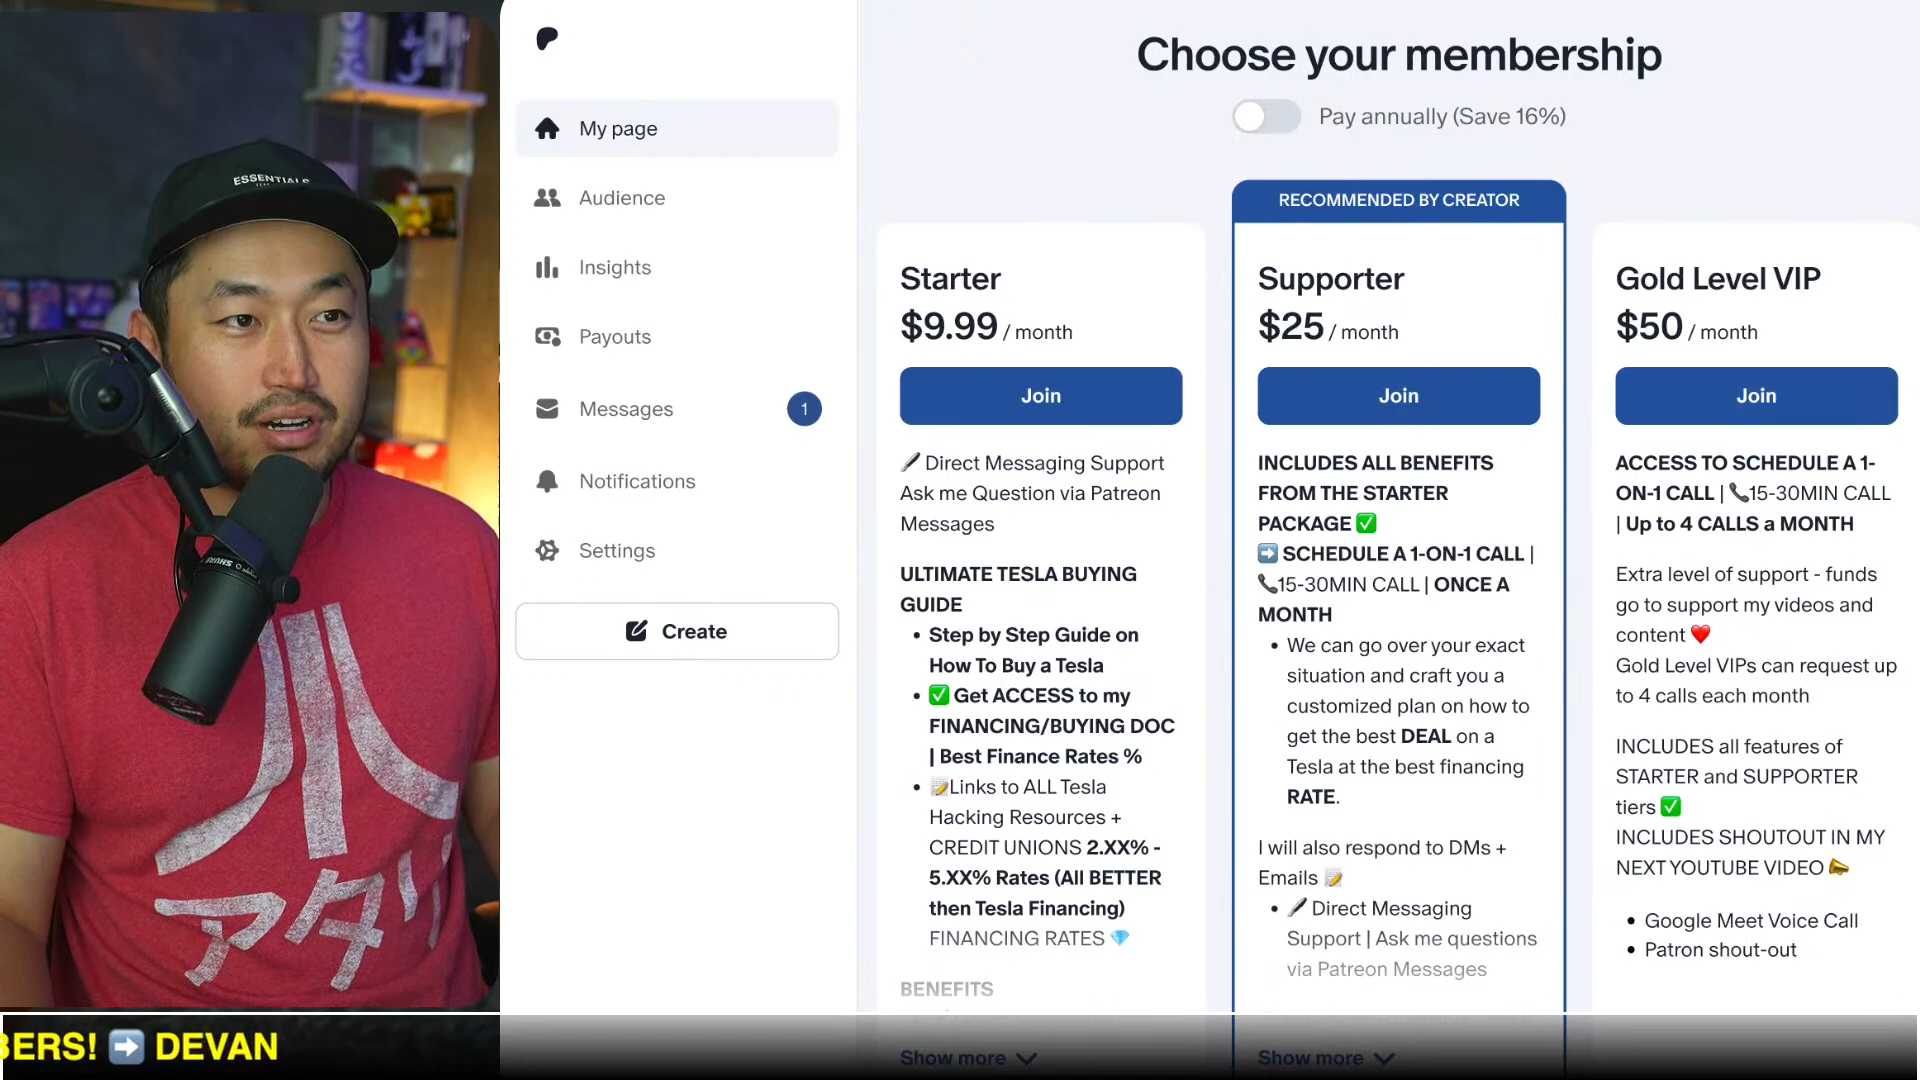 ESSENTIALS
SHURE
アタリ
BERS! ➡️ DEVAN
My page
Audience
Insights
Payouts
Messages
1
Notifications
Settings
Create
Choose your membership
Pay annually (Save 16%)
Starter
$9.99 / month
Join
🖊️ Direct Messaging Support
Ask me Question via Patreon
Messages
ULTIMATE TESLA BUYING
GUIDE
• Step by Step Guide on
How To Buy a Tesla
• ✅ Get ACCESS to my
FINANCING/BUYING DOC
| Best Finance Rates %
• 📝Links to ALL Tesla
Hacking Resources +
CREDIT UNIONS 2.XX% -
5.XX% Rates (All BETTER
then Tesla Financing)
FINANCING RATES 💎
BENEFITS
Show more
RECOMMENDED BY CREATOR
Supporter
$25 / month
Join
INCLUDES ALL BENEFITS
FROM THE STARTER
PACKAGE ✅
➡️ SCHEDULE A 1-ON-1 CALL |
📞15-30MIN CALL | ONCE A
MONTH
• We can go over your exact
situation and craft you a
customized plan on how to
get the best DEAL on a
Tesla at the best financing
RATE.
I will also respond to DMs +
Emails 📝
• 🖊️ Direct Messaging
Support | Ask me questions
via Patreon Messages
Show more
Gold Level VIP
$50 / month
Join
ACCESS TO SCHEDULE A 1-
ON-1 CALL | 📞15-30MIN CALL
| Up to 4 CALLS a MONTH
Extra level of support - funds
go to support my videos and
content ❤️
Gold Level VIPs can request up
to 4 calls each month
INCLUDES all features of
STARTER and SUPPORTER
tiers ✅
INCLUDES SHOUTOUT IN MY
NEXT YOUTUBE VIDEO 📣
• Google Meet Voice Call
• Patron shout-out